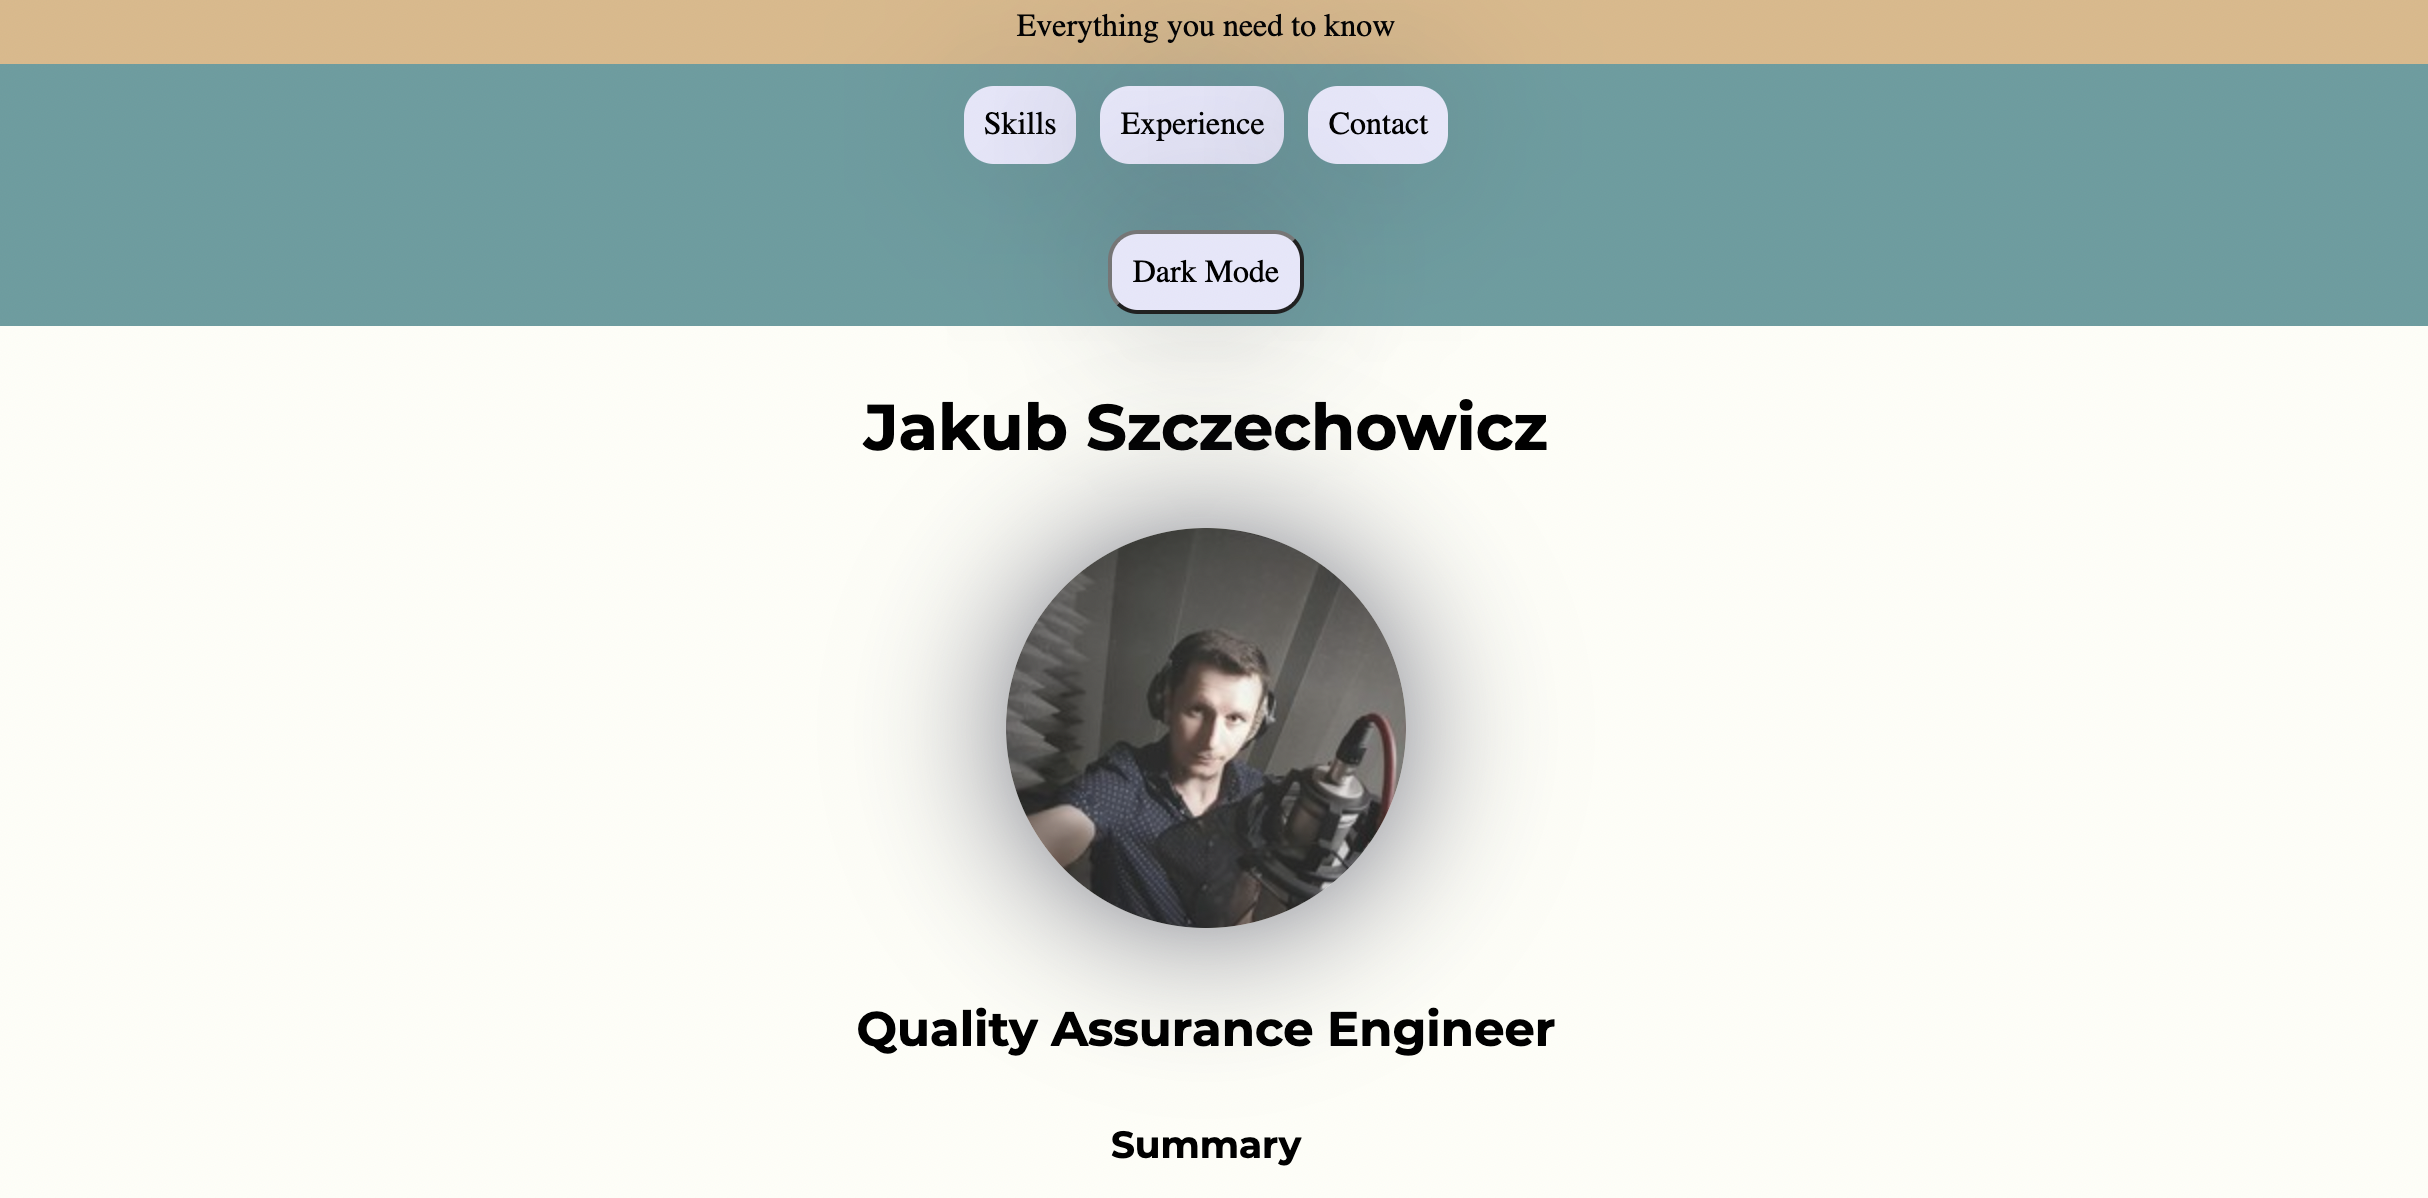 Everything you need to know
Skills Experience Contact
Dark Mode
Jakub Szczechowicz
Quality Assurance Engineer
Summary